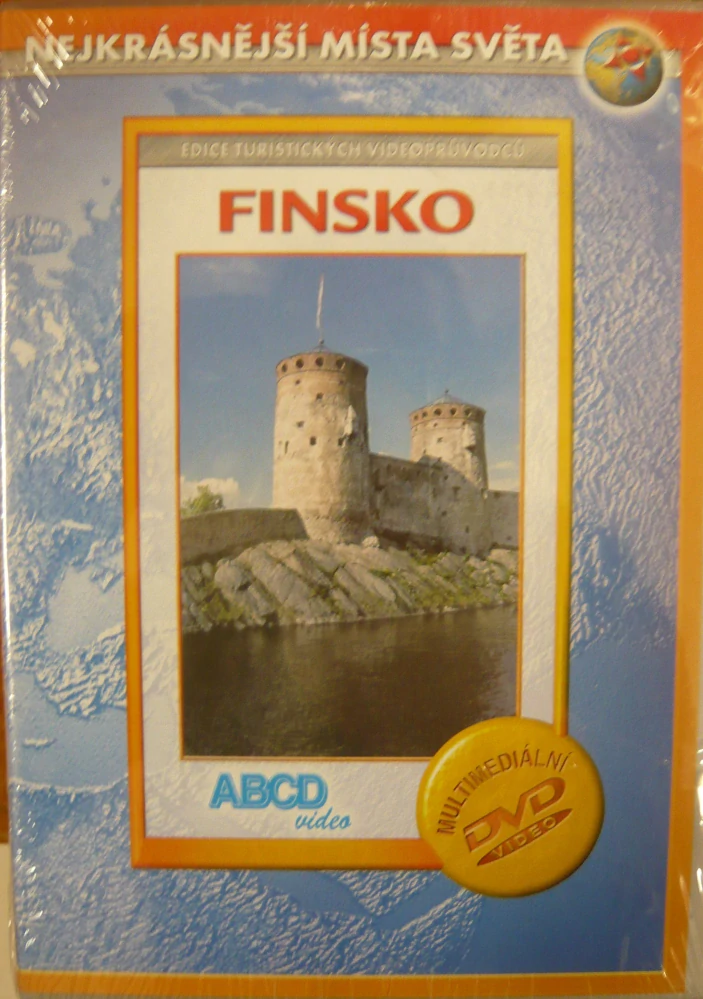 NEJKRÁSNĚJŠÍ MÍSTA SVĚTA
EDICE TURISTICKÝCH VIDEOPRŮVODCŮ
FINSKO
ABCD
video
MULTIMEDIÁLNÍ
DVD
VIDEO